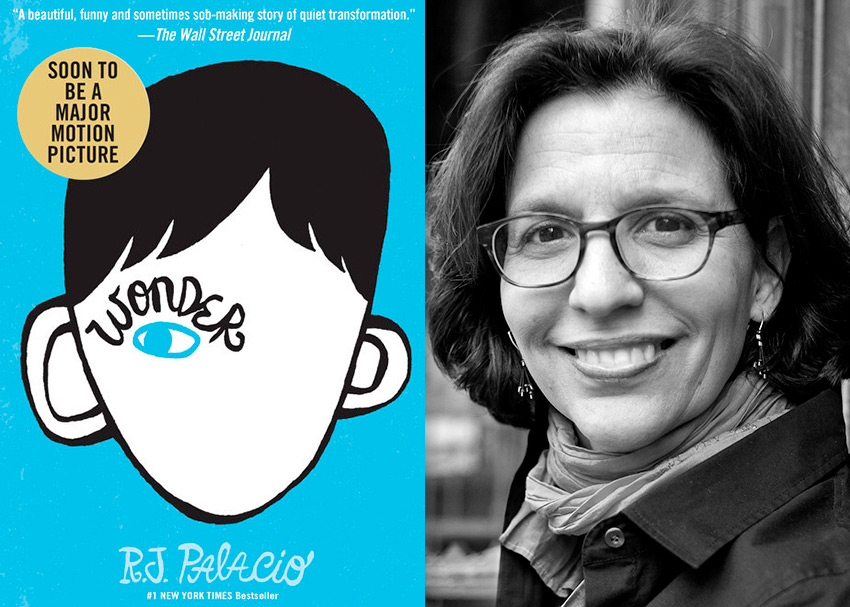 “A beautiful, funny and sometimes sob-making story of quiet transformation.”
—The Wall Street Journal
SOON TO
BE A
MAJOR
MOTION
PICTURE
WONDER
R.J. PALACIO
#1 NEW YORK TIMES Bestseller